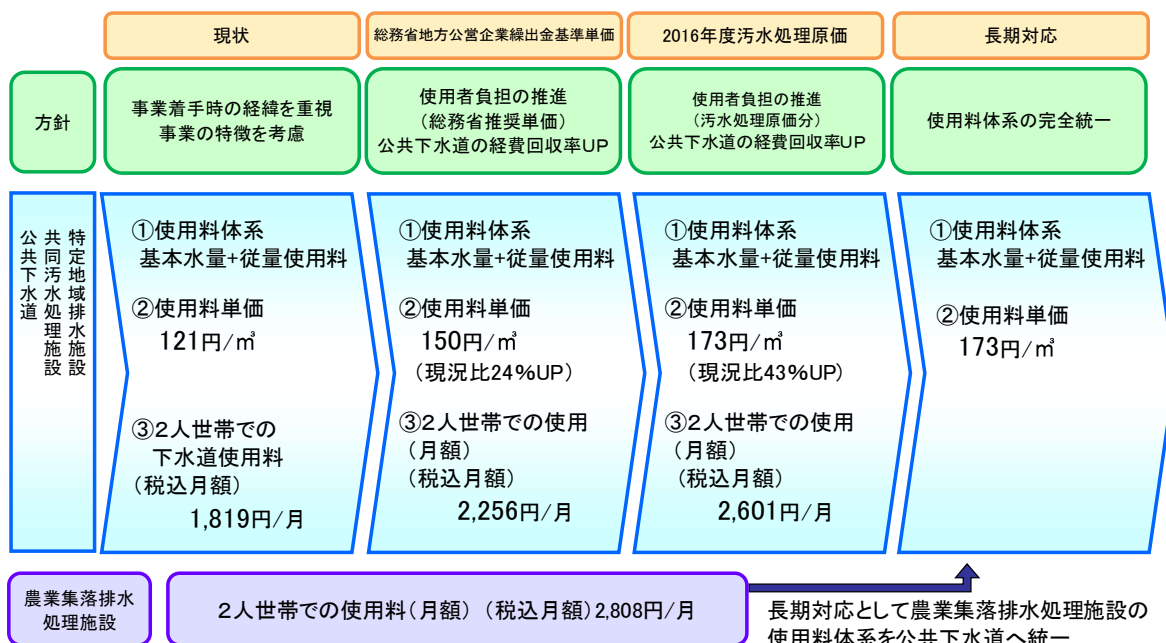 現状
総務省地方公営企業繰出金基準単価
2016年度汚水処理原価
長期対応
方針
事業着手時の経緯を重視
事業の特徴を考慮
使用者負担の推進
（総務省推奨単価）
公共下水道の経費回収率UP
使用者負担の推進
（汚水処理原価分）
公共下水道の経費回収率UP
使用料体系の完全統一
特定地域排水施設
共同汚水処理施設
公共下水道
①使用料体系
基本水量+従量使用料
②使用料単価
121円/㎥
③２人世帯での
下水道使用料
（税込月額）
1,819円/月
①使用料体系
基本水量+従量使用料
②使用料単価
150円/㎥
（現況比24%UP）
③２人世帯での使用
（月額）
（税込月額）
2,256円/月
①使用料体系
基本水量+従量使用料
②使用料単価
173円/㎥
（現況比43%UP）
③２人世帯での使用
（月額）
（税込月額）
2,601円/月
①使用料体系
基本水量+従量使用料
②使用料単価
173円/㎥
農業集落排水
処理施設
２人世帯での使用料（月額）（税込月額）2,808円/月
長期対応として農業集落排水処理施設の
使用料体系を公共下水道へ統一